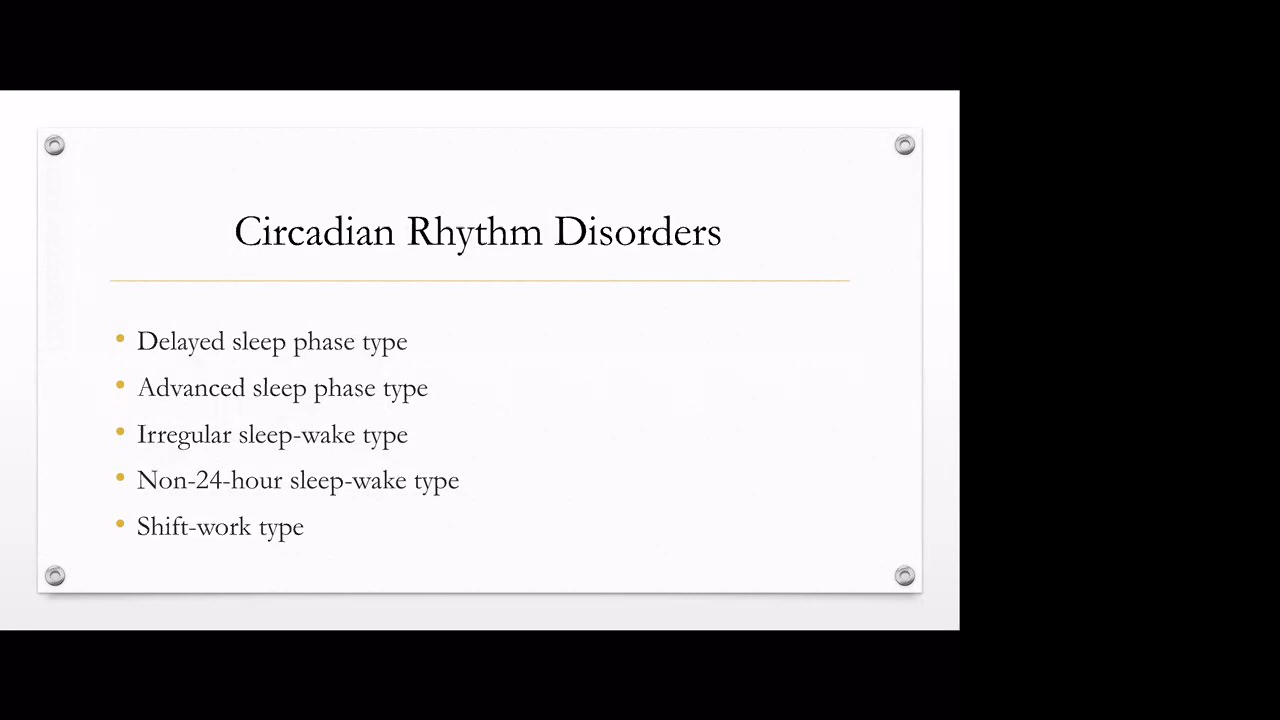 Circadian Rhythm Disorders
• Delayed sleep phase type
• Advanced sleep phase type
• Irregular sleep-wake type
• Non-24-hour sleep-wake type
• Shift-work type